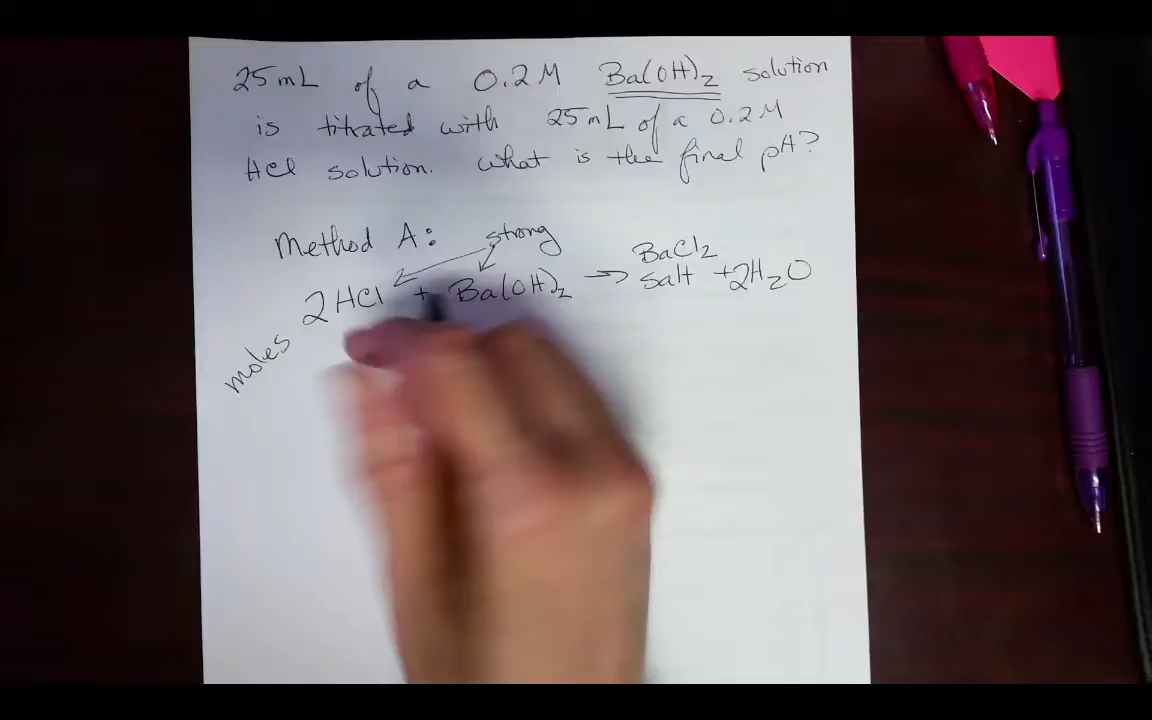 25mL of a 0.2M Ba(OH)₂ solution
is titrated with 25mL of a 0.2M
HCl solution. What is the final pH?
Method A: strong
BaCl₂
2HCl + Ba(OH)₂ → salt + 2H₂O
moles